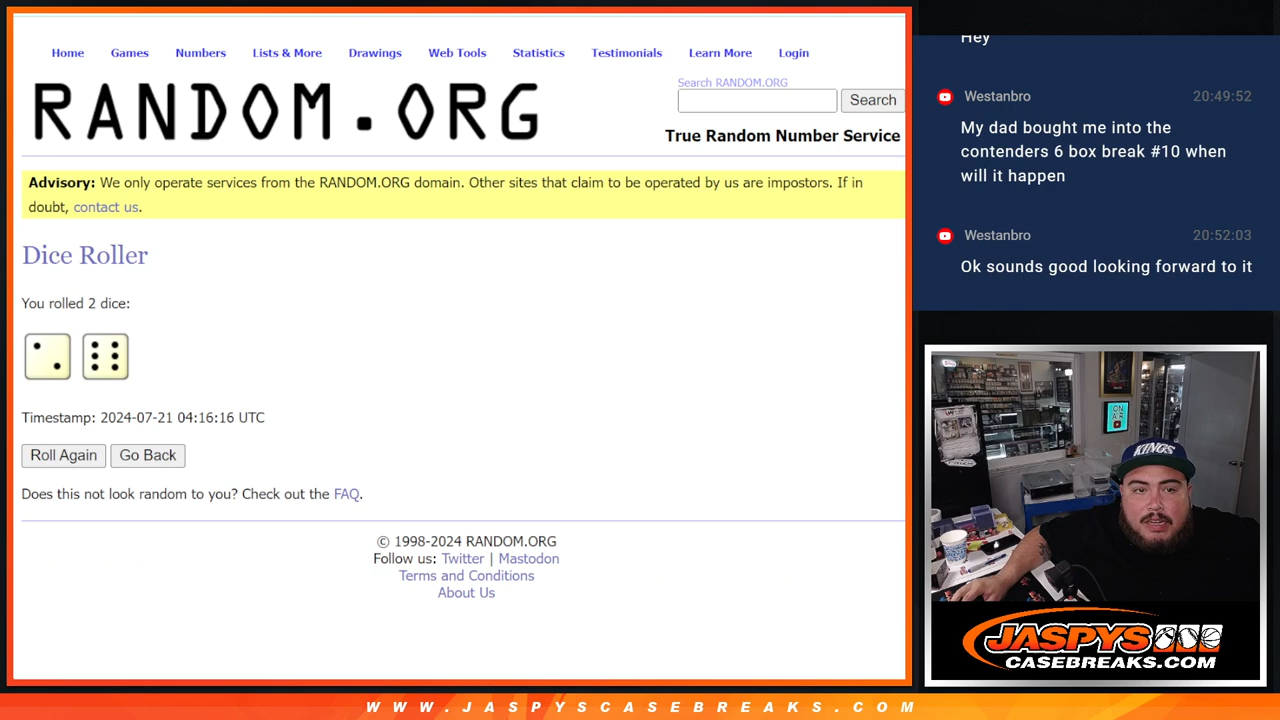 Home Games Numbers Lists & More Drawings Web Tools Statistics Testimonials Learn More Login
RANDOM.ORG
Search RANDOM.ORG
Search
True Random Number Service
Advisory: We only operate services from the RANDOM.ORG domain. Other sites that claim to be operated by us are impostors. If in
doubt, contact us.
Dice Roller
You rolled 2 dice:
Timestamp: 2024-07-21 04:16:16 UTC
Roll Again Go Back
Does this not look random to you? Check out the FAQ.
© 1998-2024 RANDOM.ORG
Follow us: Twitter | Mastodon
Terms and Conditions
About Us
Hey
Westanbro 20:49:52
My dad bought me into the
contenders 6 box break #10 when
will it happen
Westanbro 20:52:03
Ok sounds good looking forward to it
ON
AIR
KINGS
JASPYS
CASEBREAKS.COM
WWW.JASPYSCASEBREAKS.COM